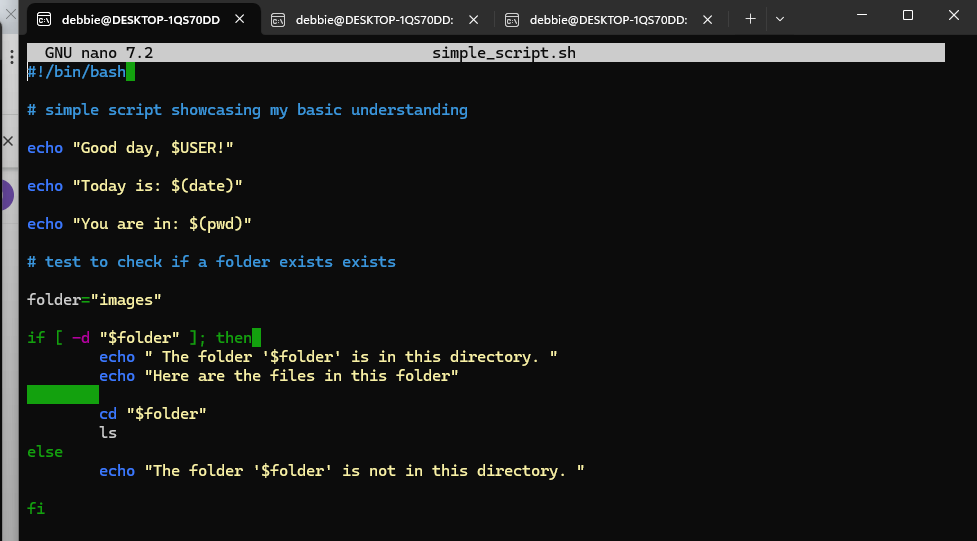 debbie@DESKTOP-1QS70DD
debbie@DESKTOP-1QS70DD:
debbie@DESKTOP-1QS70DD:
GNU nano 7.2 simple_script.sh
#!/bin/bash
# simple script showcasing my basic understanding
echo "Good day, $USER!"
echo "Today is: $(date)"
echo "You are in: $(pwd)"
# test to check if a folder exists exists
folder="images"
if [ -d "$folder" ]; then
echo " The folder '$folder' is in this directory. "
echo "Here are the files in this folder"
cd "$folder"
ls
else
echo "The folder '$folder' is not in this directory. "
fi